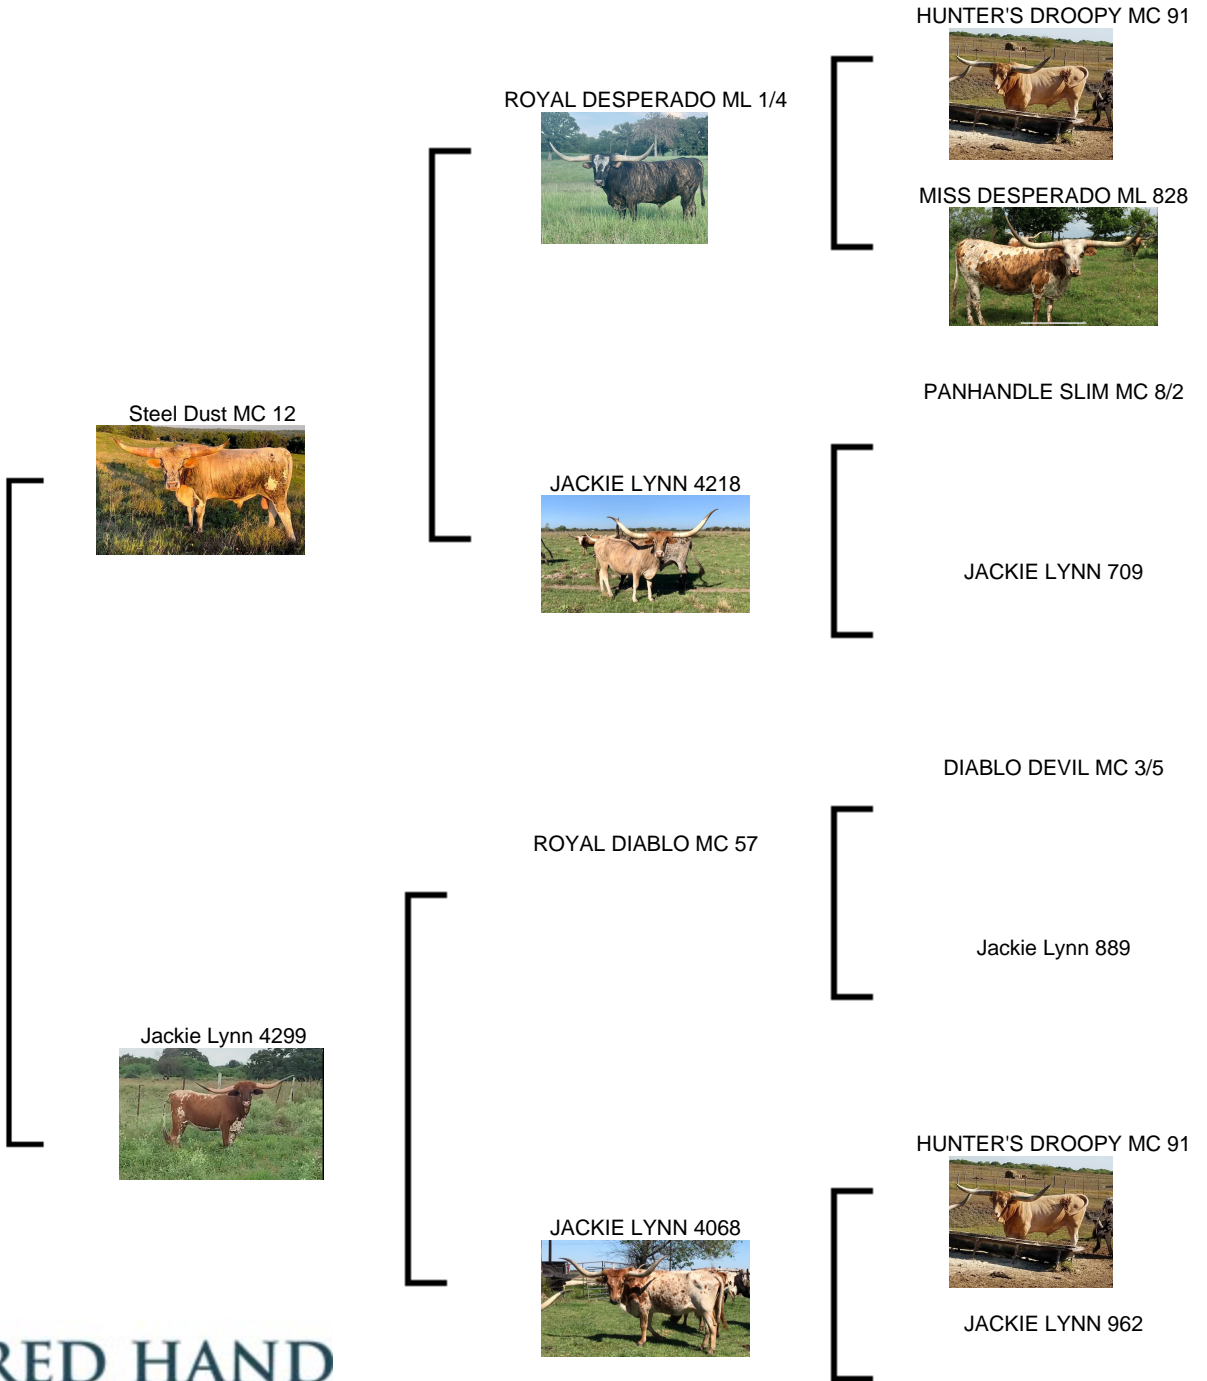 HUNTER'S DROOPY MC 91
ROYAL DESPERADO ML 1/4
MISS DESPERADO ML 828
PANHANDLE SLIM MC 8/2
Steel Dust MC 12
JACKIE LYNN 4218
JACKIE LYNN 709
DIABLO DEVIL MC 3/5
ROYAL DIABLO MC 57
Jackie Lynn 889
Jackie Lynn 4299
HUNTER'S DROOPY MC 91
JACKIE LYNN 4068
JACKIE LYNN 962
RED HAND